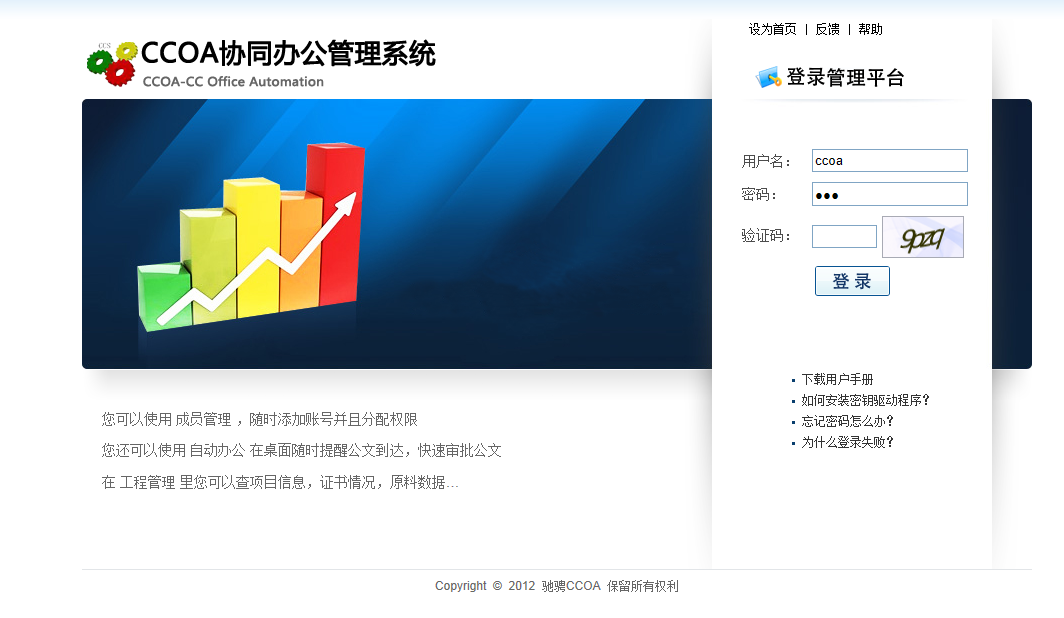 设为首页 | 反馈 | 帮助
CCS
CCOA协同办公管理系统
CCOA-CC Office Automation
登录管理平台
用户名：ccoa
密码：●●●
验证码：9pzq
登 录
下载用户手册
如何安装密钥驱动程序？
忘记密码怎么办？
为什么登录失败？
您可以使用 成员管理 ，随时添加账号并且分配权限
您还可以使用 自动办公 在桌面随时提醒公文到达，快速审批公文
在 工程管理 里您可以查项目信息，证书情况，原料数据...
Copyright © 2012 驰骋CCOA 保留所有权利